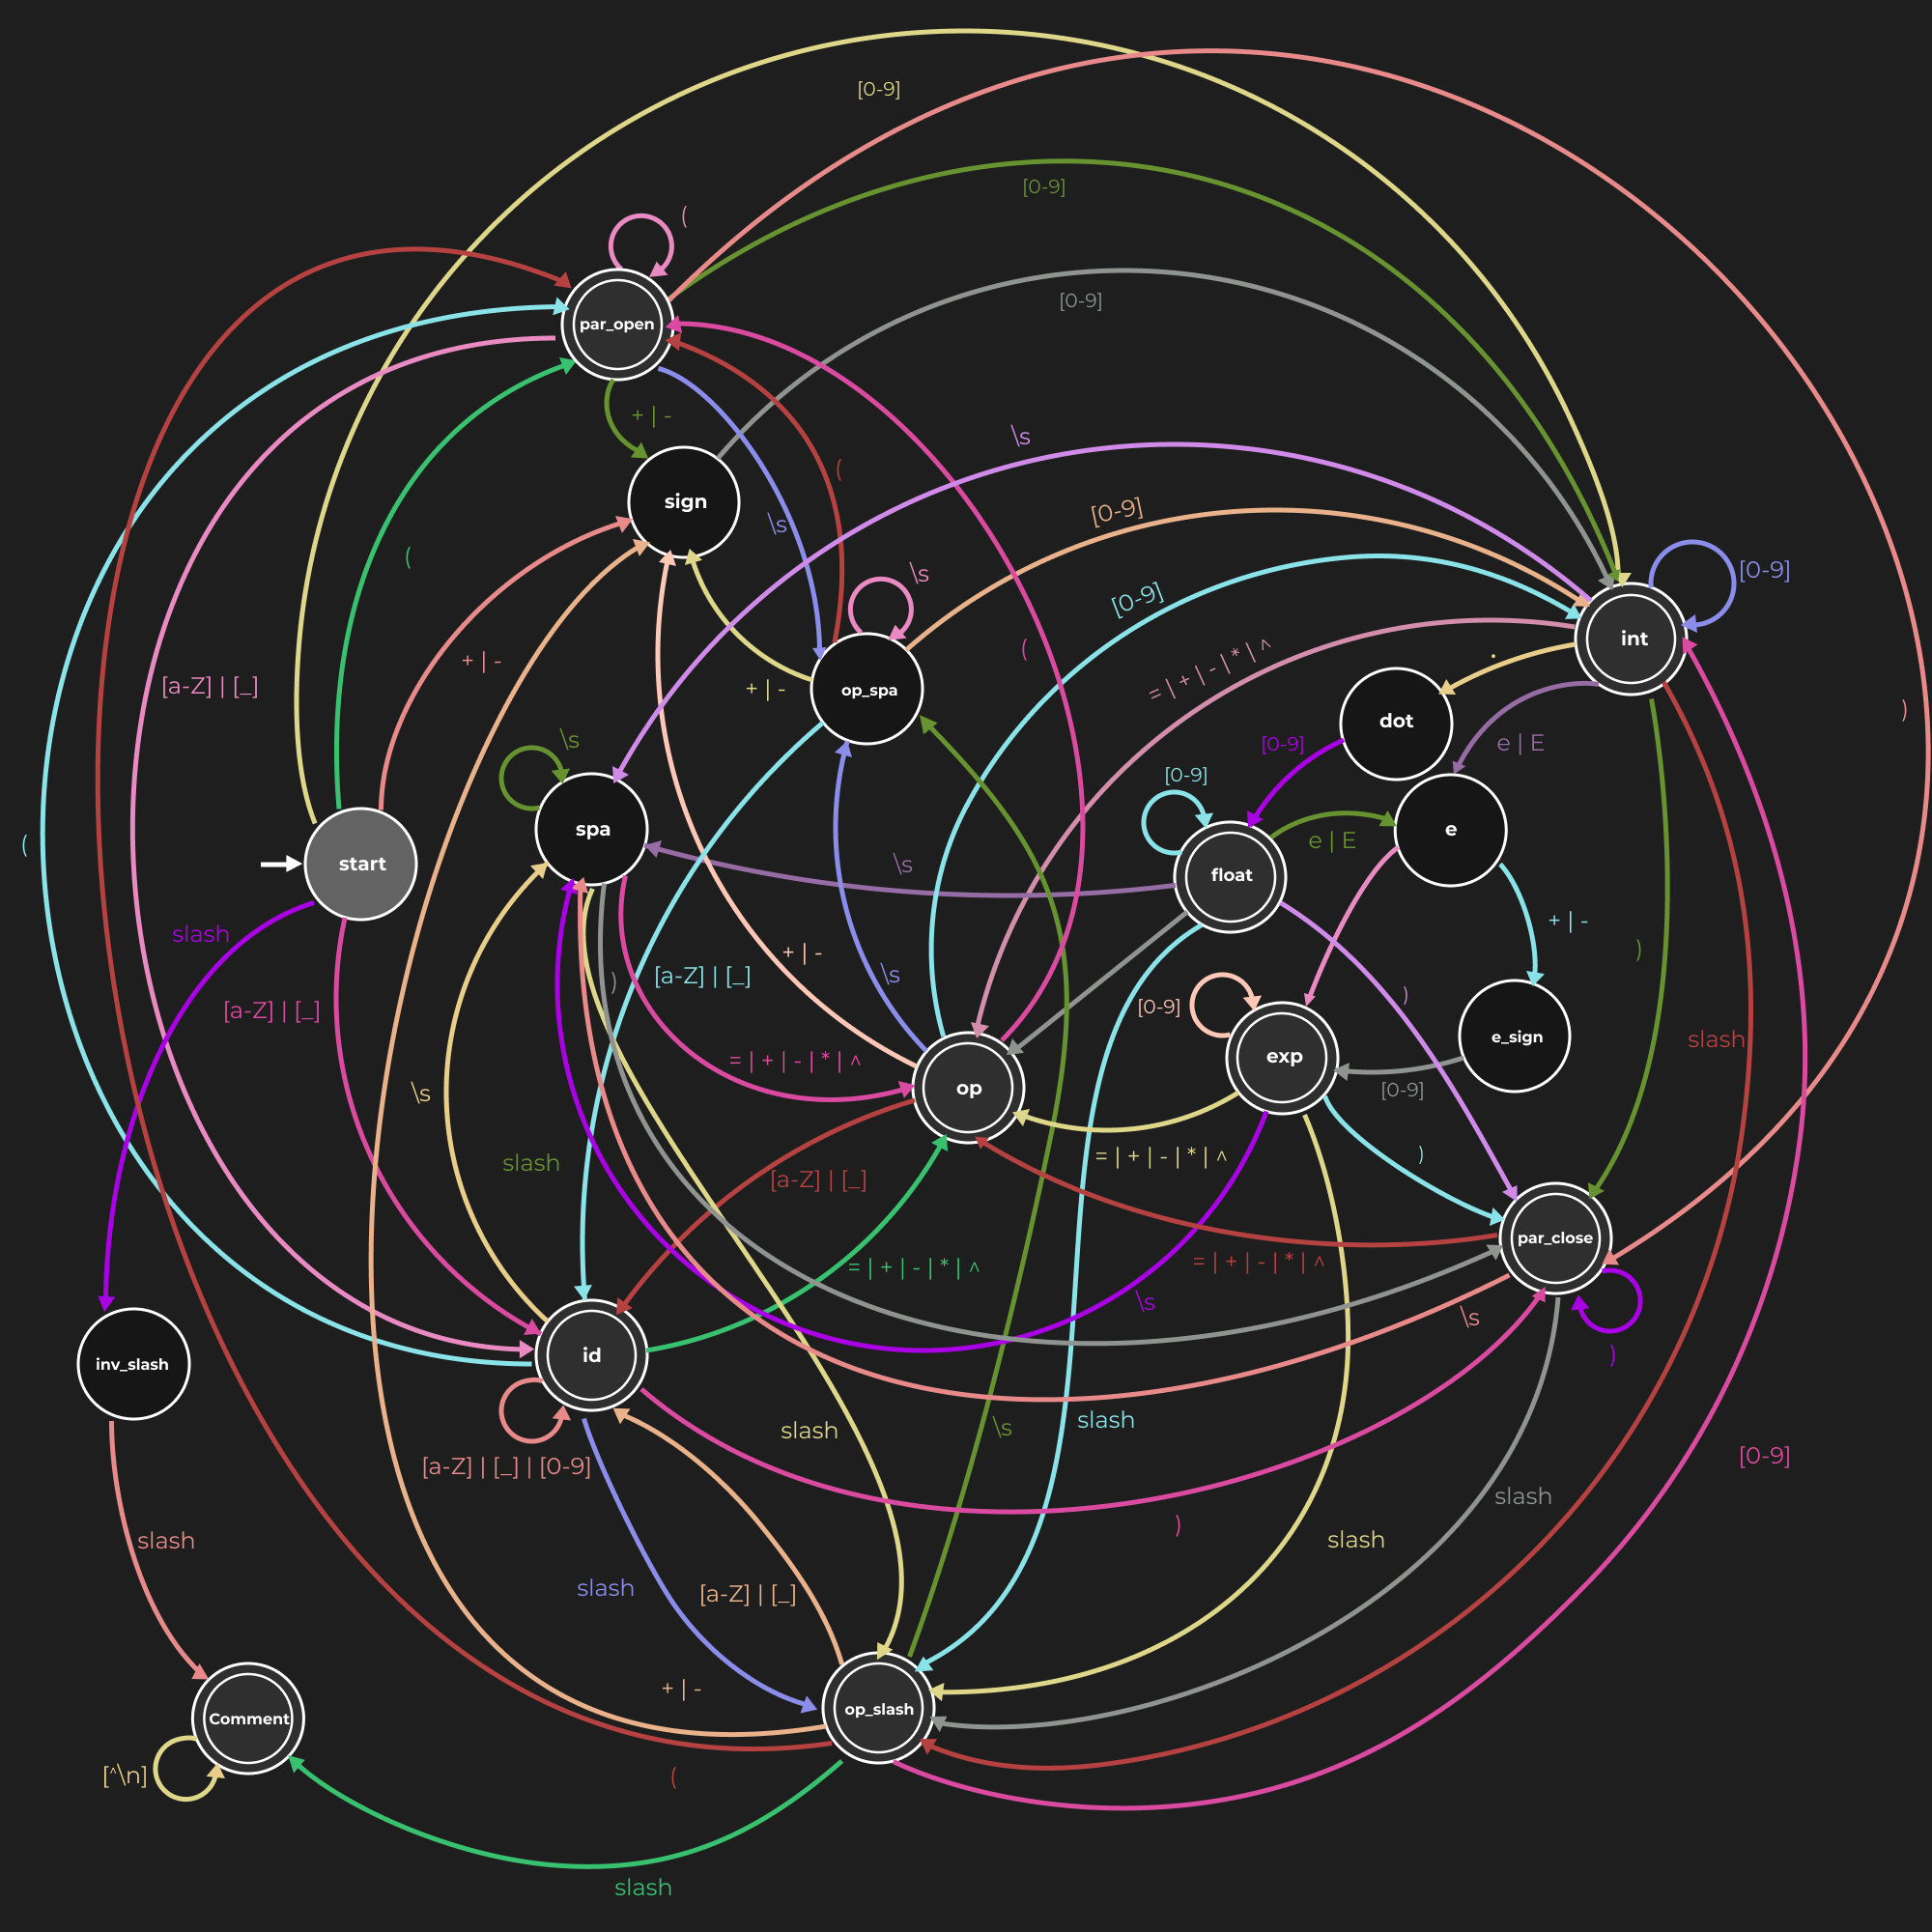 [0-9]
[0-9]
(
[0-9]
par_open
+ | -
\s
(
sign
[0-9]
\s
(
[0-9]
\s
[0-9]
int
(
.
= | + | - | * | ^
+ | -
[a-Z] | [_]
+ | -
op_spa
)
dot
\s
[0-9]
e | E
[0-9]
spa
e
e | E
(
start
\s
float
slash
+ | -
+ | -
)
[a-Z] | [_]
\s
)
)
[a-Z] | [_]
[0-9]
e_sign
slash
exp
= | + | - | * | ^
op
\s
[0-9]
slash
= | + | - | * | ^
)
[a-Z] | [_]
par_close
= | + | - | * | ^
= | + | - | * | ^
\s
\s
id
)
inv_slash
slash
\s
slash
[0-9]
[a-Z] | [_] | [0-9]
slash
)
slash
slash
slash
[a-Z] | [_]
+ | -
op_slash
Comment
[^\n]
(
slash